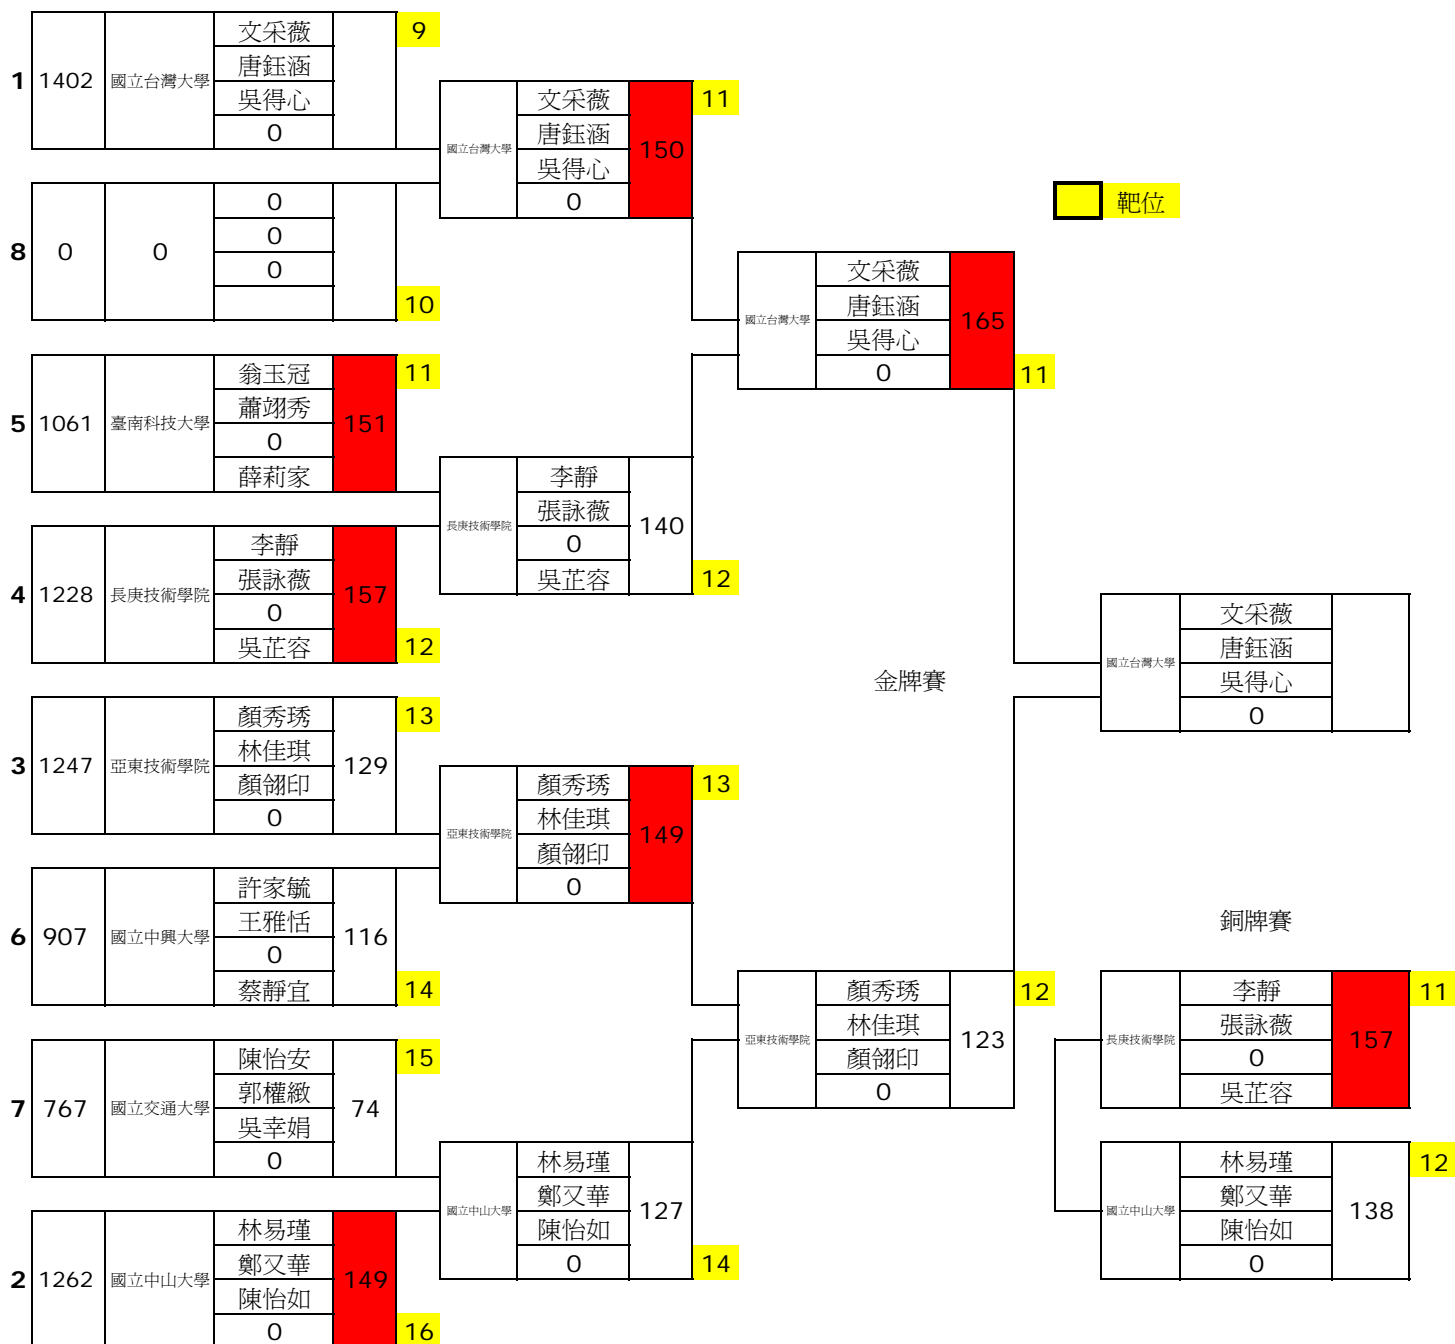 1 1402 國立台灣大學 文采薇 9
唐鈺涵
吳得心
0
8 0 0 0
0
0
10
5 1061 臺南科技大學 翁玉冠 151 11
蕭翊秀
0
薛莉家
4 1228 長庚技術學院 李靜 157
張詠薇
0
吳芷容 12
3 1247 亞東技術學院 顏秀琇 129 13
林佳琪
顏翎印
0
6 907 國立中興大學 許家毓 116
王雅恬
0
蔡靜宜 14
7 767 國立交通大學 陳怡安 74 15
郭權緻
吳幸娟
0
2 1262 國立中山大學 林易瑾 149
鄭又華
陳怡如
0 16
國立台灣大學 文采薇 150 11
唐鈺涵
吳得心
0
長庚技術學院 李靜 140
張詠薇
0
吳芷容 12
亞東技術學院 顏秀琇 149 13
林佳琪
顏翎印
0
國立中山大學 林易瑾 127
鄭又華
陳怡如
0 14
靶位
國立台灣大學 文采薇 165
唐鈺涵
吳得心
0 11
亞東技術學院 顏秀琇 123 12
林佳琪
顏翎印
0
金牌賽
國立台灣大學 文采薇
唐鈺涵
吳得心
0
銅牌賽
長庚技術學院 李靜 157 11
張詠薇
0
吳芷容
國立中山大學 林易瑾 138 12
鄭又華
陳怡如
0